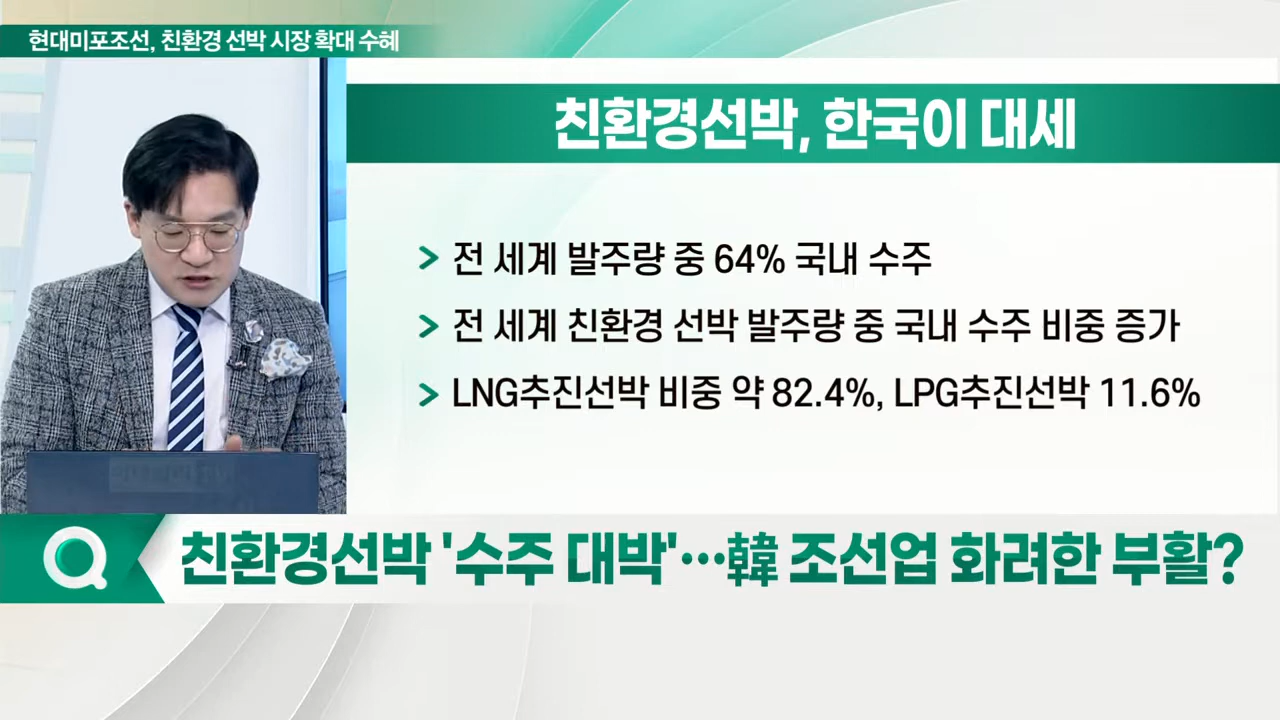 현대미포조선, 친환경 선박 시장 확대 수혜
친환경선박, 한국이 대세
> 전 세계 발주량 중 64% 국내 수주
> 전 세계 친환경 선박 발주량 중 국내 수주 비중 증가
> LNG추진선박 비중 약 82.4%, LPG추진선박 11.6%
친환경선박 '수주 대박'…韓 조선업 화려한 부활?